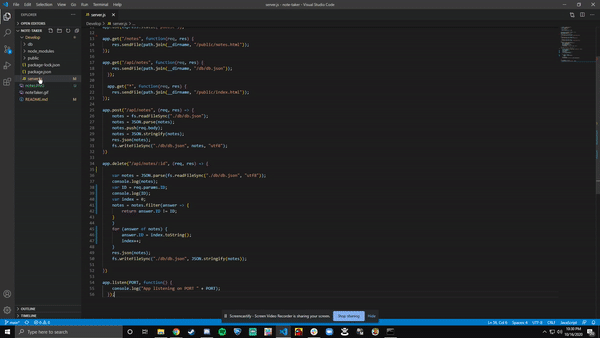 File Edit Selection View Go Run Terminal Help
server.js - note-taker - Visual Studio Code
EXPLORER
server.js
OPEN EDITORS
NOTE-TAKER
Develop
db
node_modules
public
package-lock.json
package.json
server.js
noteTaker.gif
README.md
OUTLINE
TIMELINE
Develop > server.js > ...
app.get("/notes", function(req, res) {
res.sendFile(path.join(__dirname, "/public/notes.html"));
});
app.get("/api/notes", function(req, res) {
res.sendFile(path.join(__dirname, "/db/db.json"));
});
app.get("*", function(req, res) {
res.sendFile(path.join(__dirname, "/public/index.html"));
});
app.post("/api/notes", (req, res) => {
notes = fs.readFileSync("./db/db.json");
notes = JSON.parse(notes);
notes.push(req.body);
notes = JSON.stringify(notes);
res.json(notes);
fs.writeFileSync("./db/db.json", notes, "utf8");
})
app.delete("/api/notes/:id", (req, res) => {
var notes = JSON.parse(fs.readFileSync("./db/db.json", "utf8"));
console.log(notes);
var ID = req.params.ID;
console.log(ID);
var index = 0;
notes = notes.filter(answer => {
return answer.ID != ID;
}
)
for (answer of notes) {
answer.ID = index.toString();
index++;
}
res.json(notes);
fs.writeFileSync("./db/db.json", JSON.stringify(notes));
})
app.listen(PORT, function() {
console.log("App listening on PORT " + PORT);
});
Screencastify - Screen Video Recorder is sharing your screen.
Stop sharing
Hide
Spaces: 4
UTF-8
CRLF
JavaScript
Type here to search
10:30 PM
10/16/2020